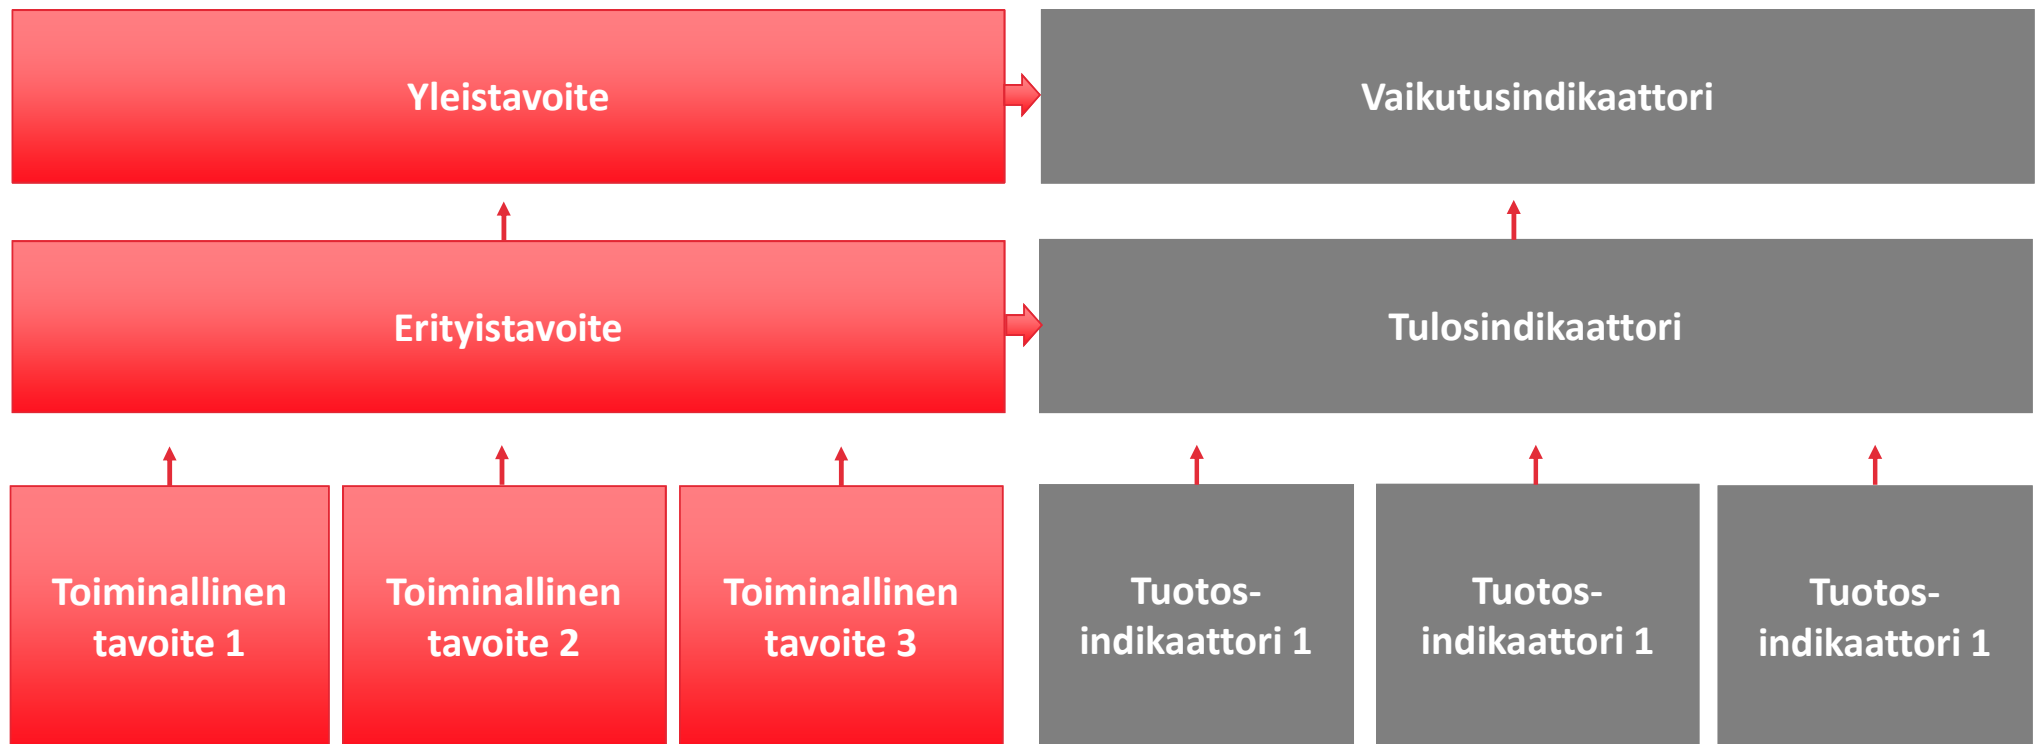 Yleistavoite
Vaikutusindikaattori
Erityistavoite
Tulosindikaattori
Toiminallinen
tavoite 1
Toiminallinen
tavoite 2
Toiminallinen
tavoite 3
Tuotos-
indikaattori 1
Tuotos-
indikaattori 1
Tuotos-
indikaattori 1